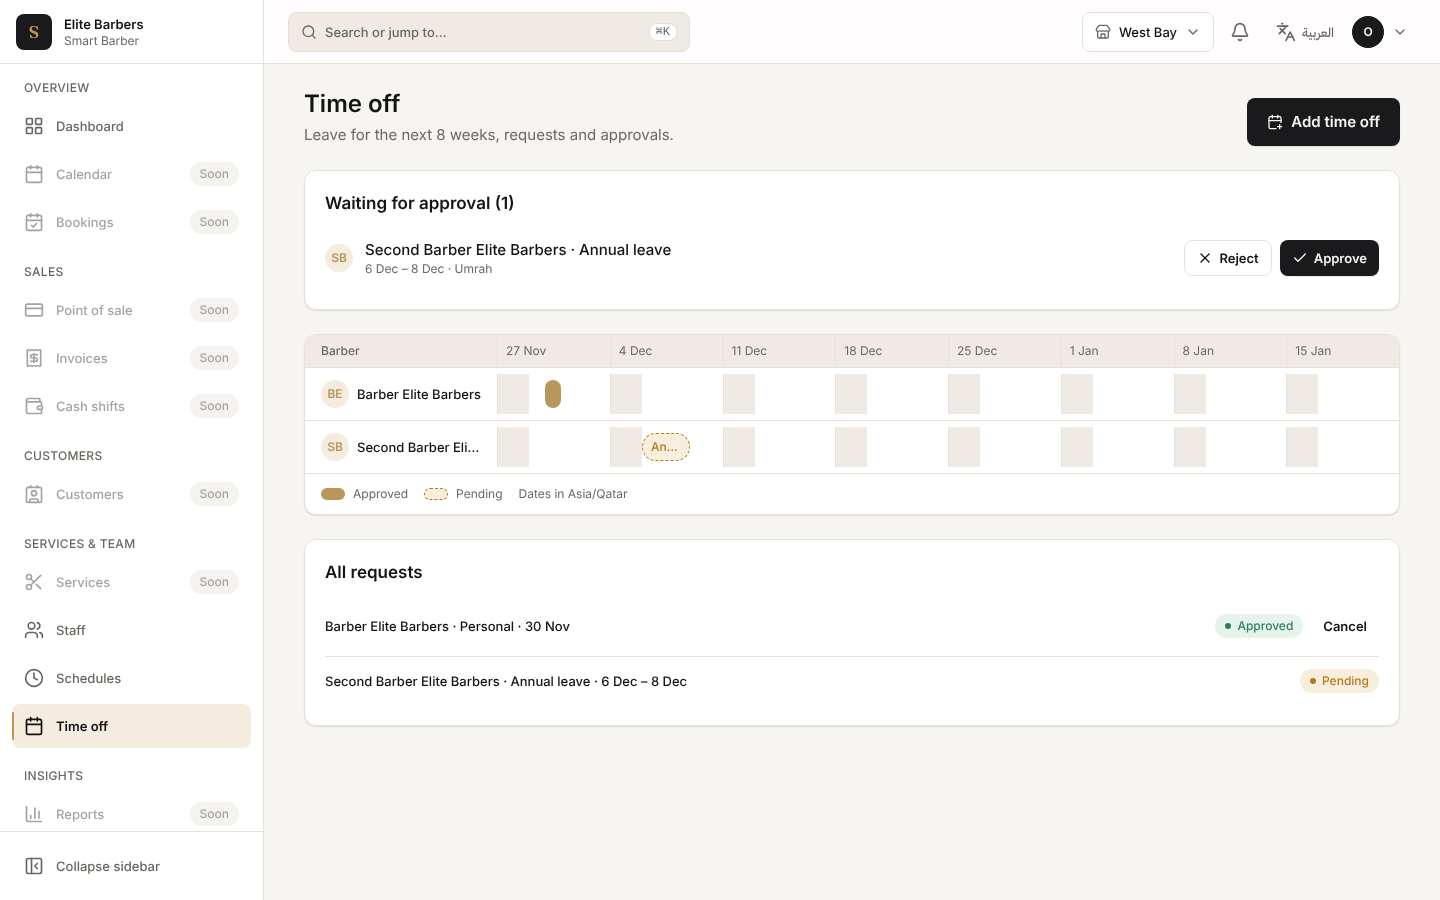 S
Elite Barbers
Smart Barber
Search or jump to...
⌘K
West Bay
العربية
O
OVERVIEW
Dashboard
Calendar
Soon
Bookings
Soon
SALES
Point of sale
Soon
Invoices
Soon
Cash shifts
Soon
CUSTOMERS
Customers
Soon
SERVICES & TEAM
Services
Soon
Staff
Schedules
Time off
INSIGHTS
Reports
Soon
Collapse sidebar
Time off
Leave for the next 8 weeks, requests and approvals.
Add time off
Waiting for approval (1)
SB
Second Barber Elite Barbers · Annual leave
6 Dec – 8 Dec · Umrah
Reject
Approve
Barber
27 Nov
4 Dec
11 Dec
18 Dec
25 Dec
1 Jan
8 Jan
15 Jan
BE
Barber Elite Barbers
SB
Second Barber Eli...
An...
Approved
Pending
Dates in Asia/Qatar
All requests
Barber Elite Barbers · Personal · 30 Nov
Approved
Cancel
Second Barber Elite Barbers · Annual leave · 6 Dec – 8 Dec
Pending